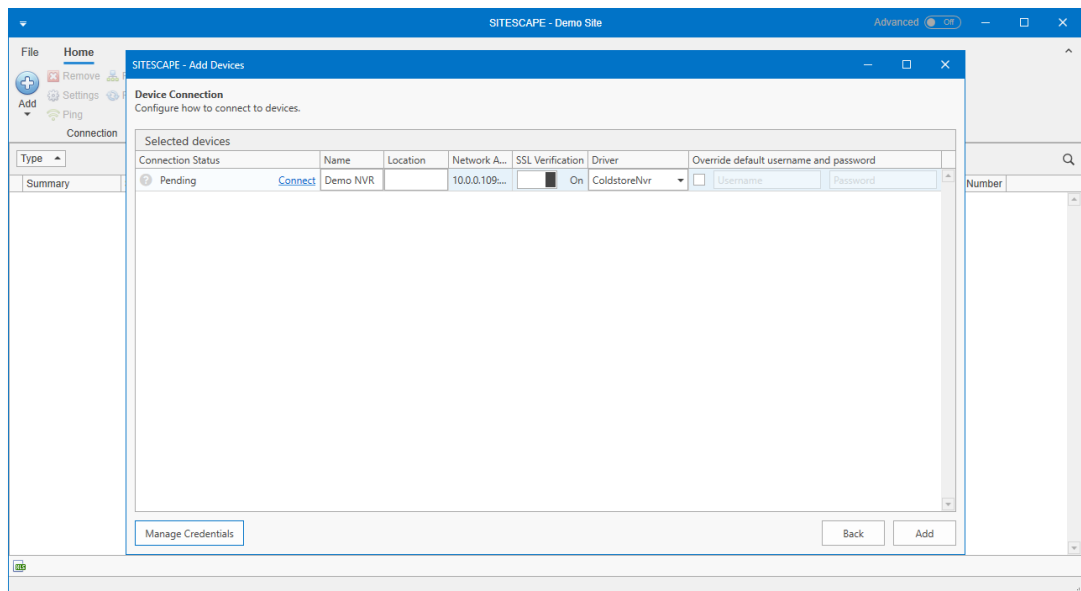 SITESCAPE - Demo Site
Advanced Off
File Home
Add
Remove
Settings
Ping
Connection
Type
Summary
Number
SITESCAPE - Add Devices
Device Connection
Configure how to connect to devices.
Selected devices
Connection Status Name Location Network A... SSL Verification Driver Override default username and password
Pending Connect Demo NVR 10.0.0.109:... On ColdstoreNvr Username Password
Manage Credentials Back Add